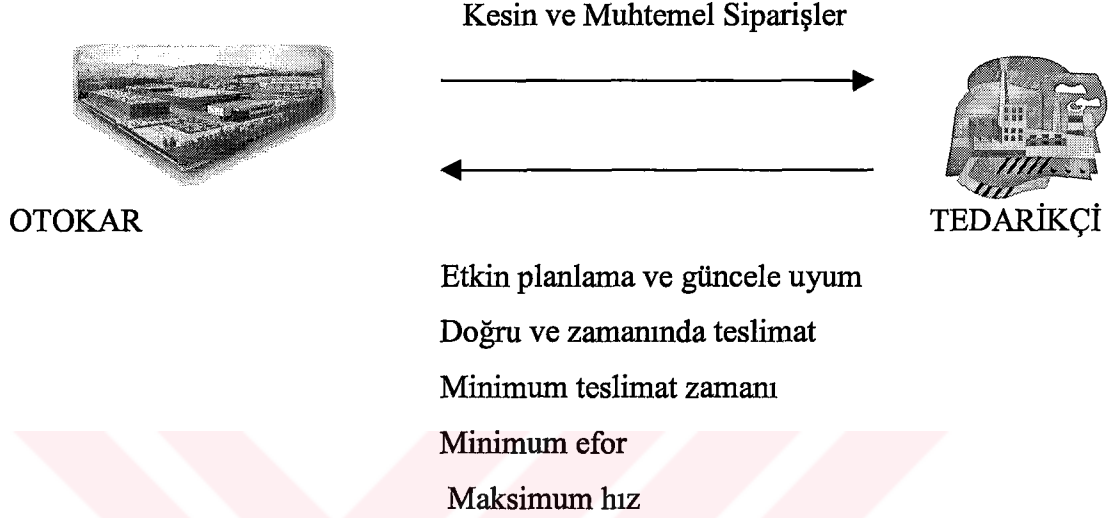 Kesin ve Muhtemel Siparişler
OTOKAR
TEDARİKÇİ
Etkin planlama ve güncele uyum
Doğru ve zamanında teslimat
Minimum teslimat zamanı
Minimum efor
Maksimum hız